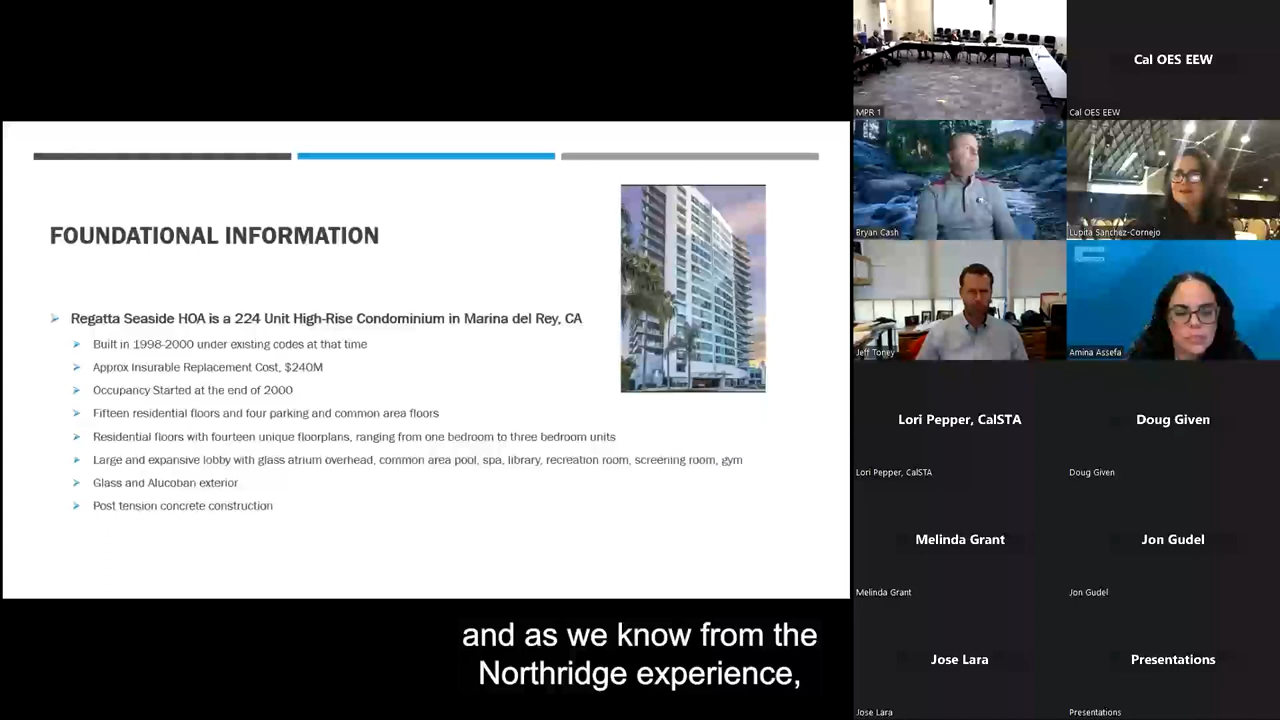 FOUNDATIONAL INFORMATION
Regatta Seaside HOA is a 224 Unit High-Rise Condominium in Marina del Rey, CA
Built in 1998-2000 under existing codes at that time
Approx Insurable Replacement Cost, $240M
Occupancy Started at the end of 2000
Fifteen residential floors and four parking and common area floors
Residential floors with fourteen unique floorplans, ranging from one bedroom to three bedroom units
Large and expansive lobby with glass atrium overhead, common area pool, spa, library, recreation room, screening room, gym
Glass and Alucoban exterior
Post tension concrete construction
and as we know from the
Northridge experience,
MPR 1
Cal OES EEW
Cal OES EEW
Bryan Cash
Lupita Sanchez-Cornejo
Jeff Toney
Amina Assefa
Lori Pepper, CalSTA
Lori Pepper, CalSTA
Doug Given
Doug Given
Melinda Grant
Melinda Grant
Jon Gudel
Jon Gudel
Jose Lara
Jose Lara
Presentations
Presentations